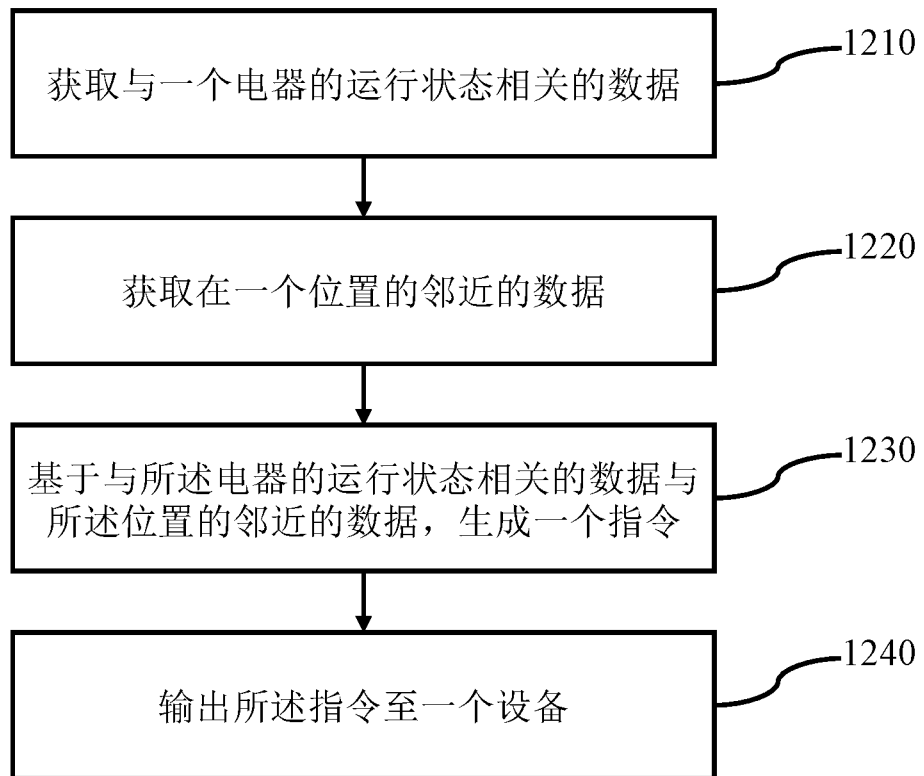 获取与一个电器的运行状态相关的数据
1210
获取在一个位置的邻近的数据
1220
基于与所述电器的运行状态相关的数据与
所述位置的邻近的数据，生成一个指令
1230
输出所述指令至一个设备
1240